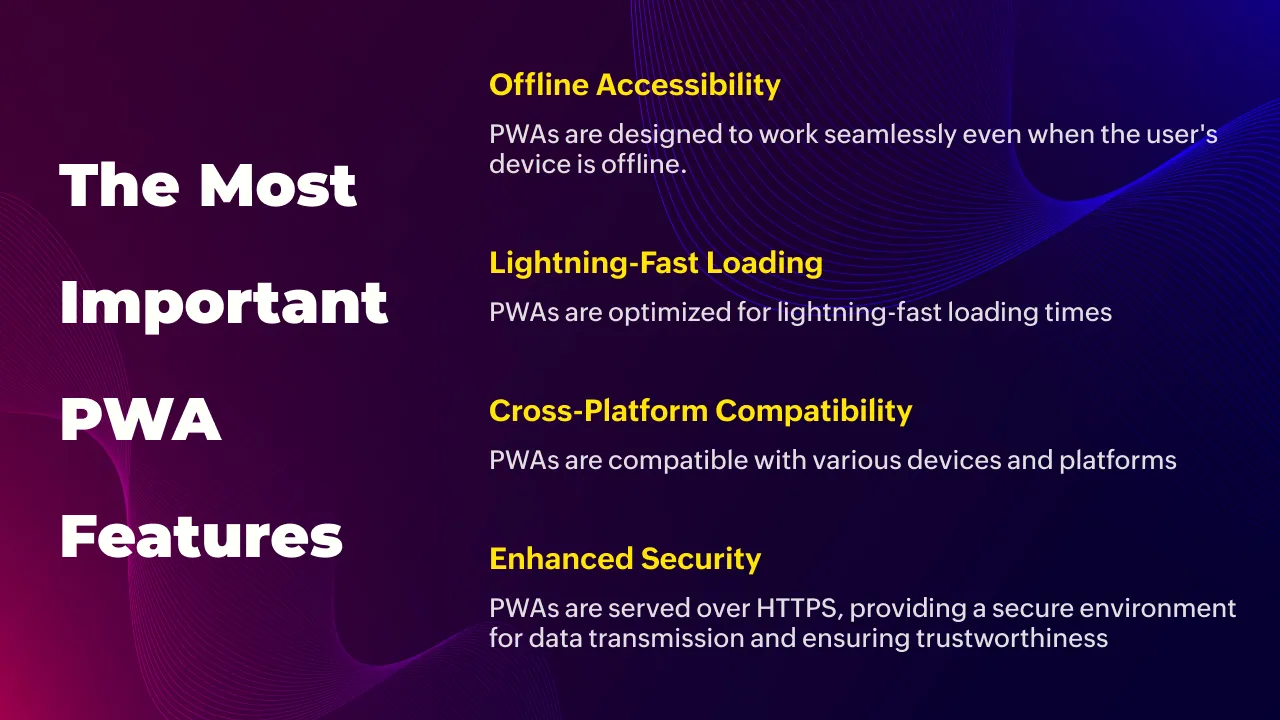 The Most
Important
PWA
Features
Offline Accessibility
PWAs are designed to work seamlessly even when the user's
device is offline.
Lightning-Fast Loading
PWAs are optimized for lightning-fast loading times
Cross-Platform Compatibility
PWAs are compatible with various devices and platforms
Enhanced Security
PWAs are served over HTTPS, providing a secure environment
for data transmission and ensuring trustworthiness